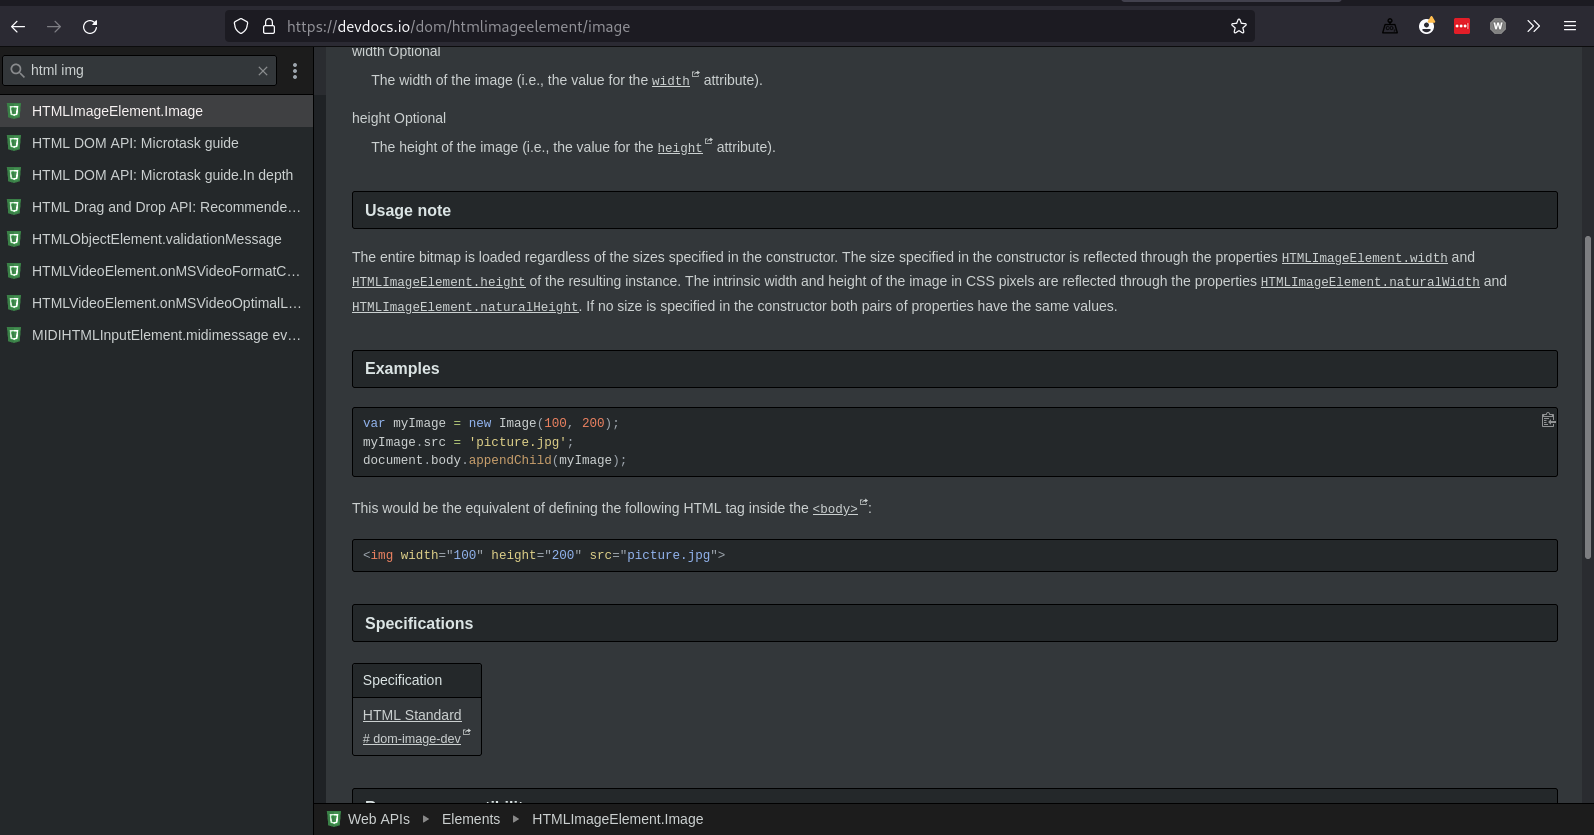 https://devdocs.io/dom/htmlimageelement/image
html img
HTMLImageElement.Image
HTML DOM API: Microtask guide
HTML DOM API: Microtask guide.In depth
HTML Drag and Drop API: Recommende…
HTMLObjectElement.validationMessage
HTMLVideoElement.onMSVideoFormatC…
HTMLVideoElement.onMSVideoOptimalL…
MIDIHTMLInputElement.midimessage ev…
width Optional
The width of the image (i.e., the value for the width attribute).
height Optional
The height of the image (i.e., the value for the height attribute).
Usage note
The entire bitmap is loaded regardless of the sizes specified in the constructor. The size specified in the constructor is reflected through the properties HTMLImageElement.width and
HTMLImageElement.height of the resulting instance. The intrinsic width and height of the image in CSS pixels are reflected through the properties HTMLImageElement.naturalWidth and
HTMLImageElement.naturalHeight. If no size is specified in the constructor both pairs of properties have the same values.
Examples
var myImage = new Image(100, 200);
myImage.src = 'picture.jpg';
document.body.appendChild(myImage);
This would be the equivalent of defining the following HTML tag inside the <body>:
<img width="100" height="200" src="picture.jpg">
Specifications
Specification
HTML Standard
# dom-image-dev
Web APIs
Elements
HTMLImageElement.Image